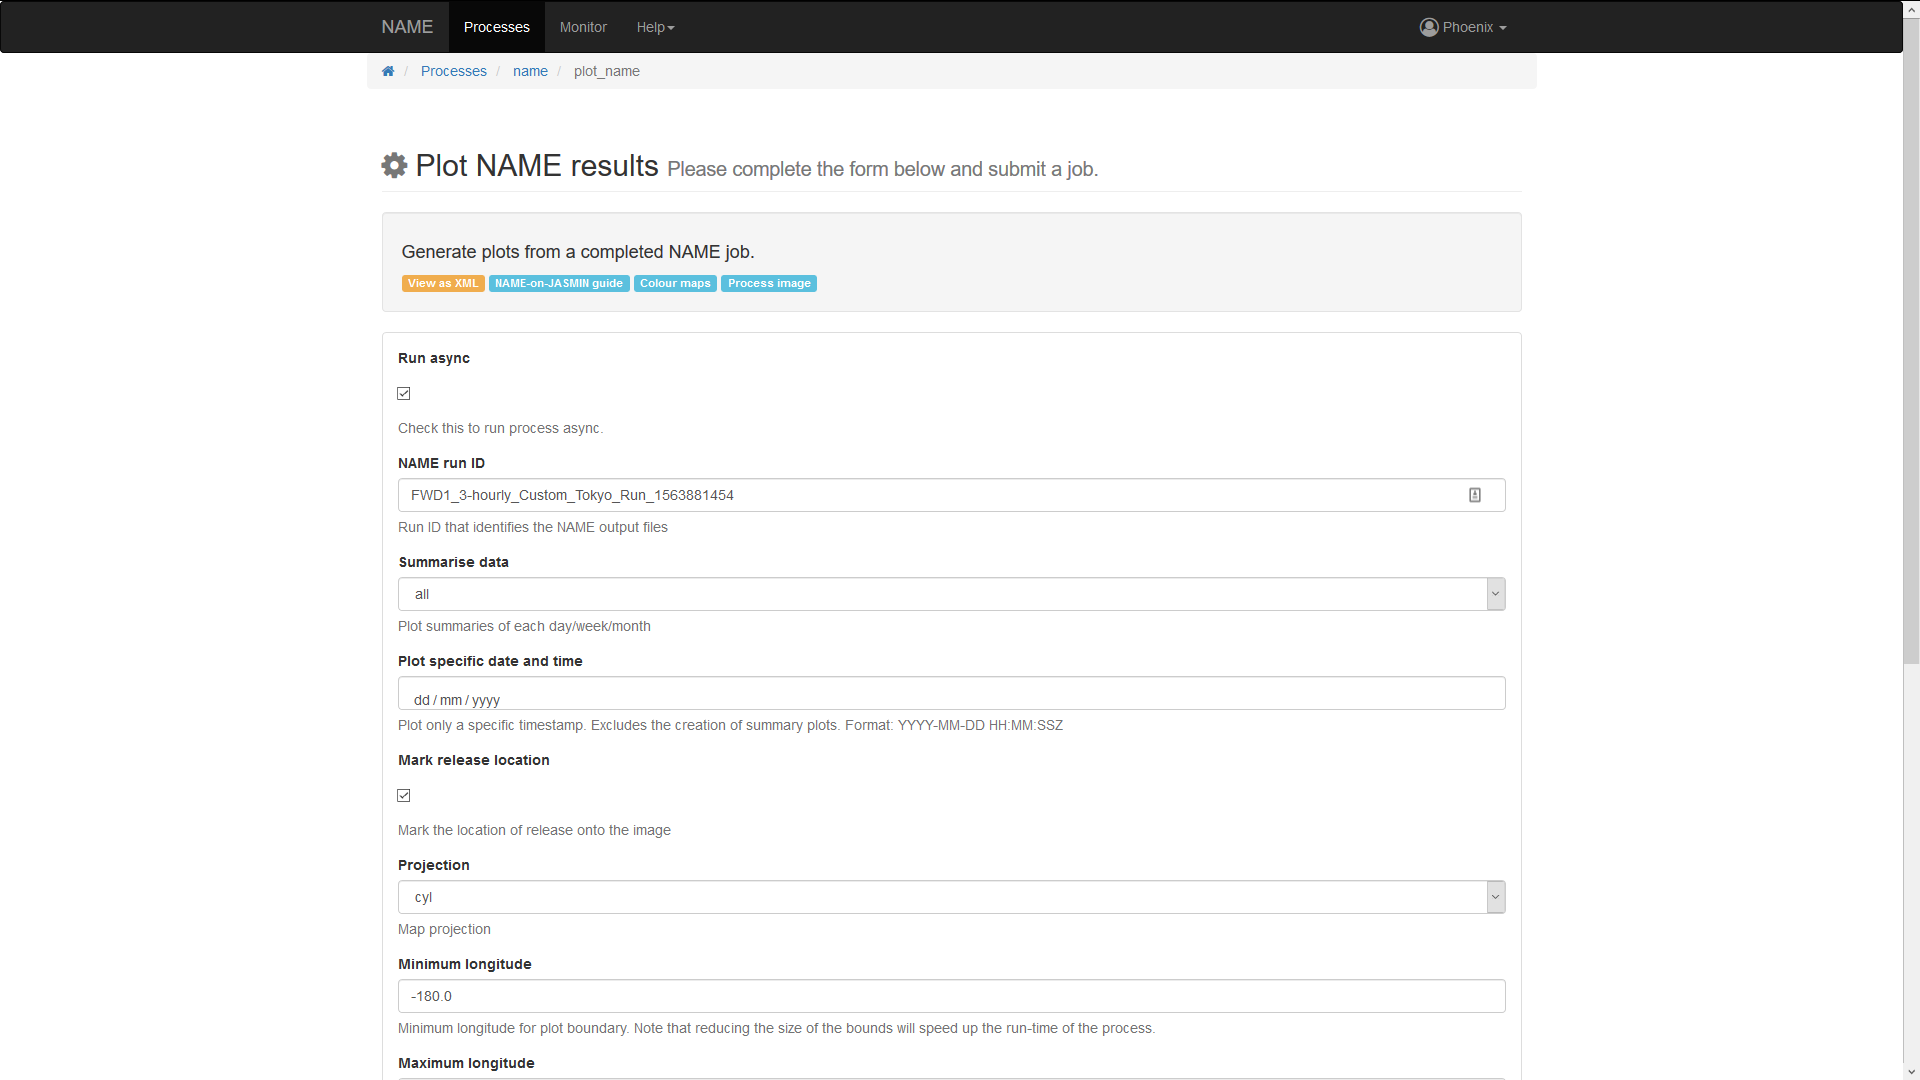 NAME Processes Monitor Help Phoenix
/ Processes / name / plot_name
Plot NAME results Please complete the form below and submit a job.
Generate plots from a completed NAME job.
View as XML NAME-on-JASMIN guide Colour maps Process image
Run async
Check this to run process async.
NAME run ID
FWD1_3-hourly_Custom_Tokyo_Run_1563881454
Run ID that identifies the NAME output files
Summarise data
all
Plot summaries of each day/week/month
Plot specific date and time
dd / mm / yyyy
Plot only a specific timestamp. Excludes the creation of summary plots. Format: YYYY-MM-DD HH:MM:SSZ
Mark release location
Mark the location of release onto the image
Projection
cyl
Map projection
Minimum longitude
-180.0
Minimum longitude for plot boundary. Note that reducing the size of the bounds will speed up the run-time of the process.
Maximum longitude